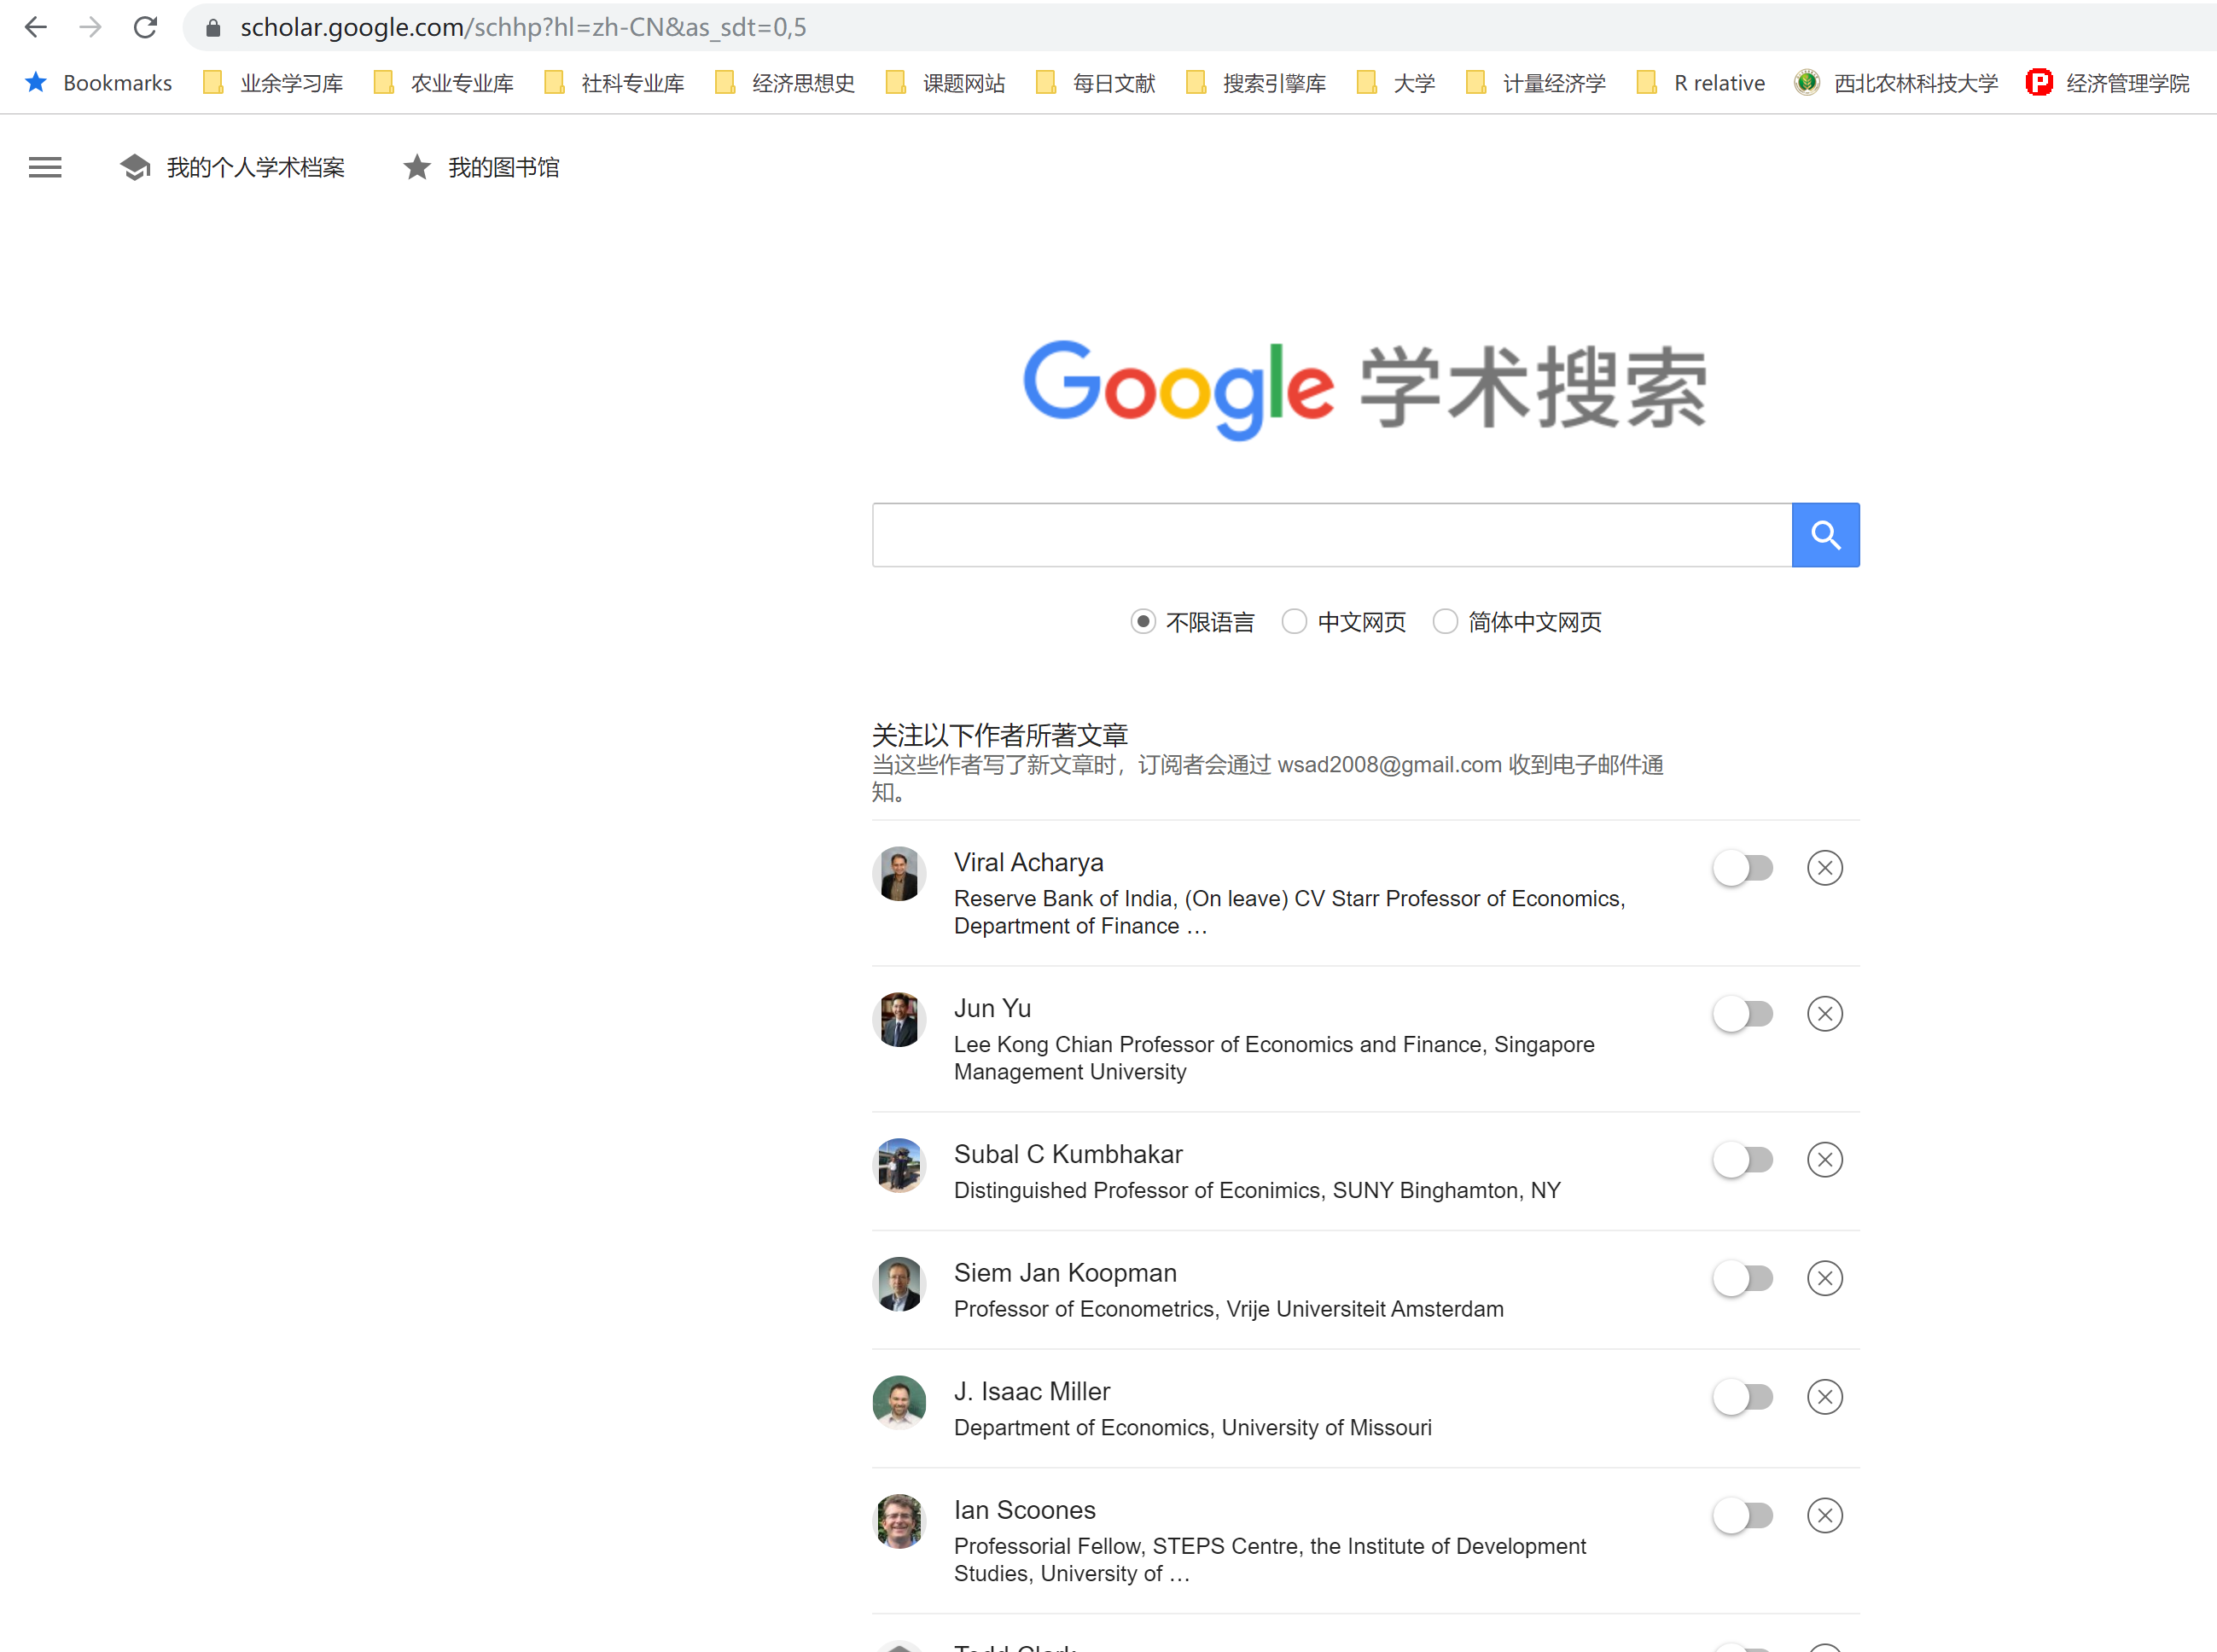 scholar.google.com/schhp?hl=zh-CN&as_sdt=0,5
Bookmarks 业余学习库 农业专业库 社科专业库 经济思想史 课题网站 每日文献 搜索引擎库 大学 计量经济学 R relative 西北农林科技大学 经济管理学院
我的个人学术档案 我的图书馆
Google 学术搜索
不限语言 中文网页 简体中文网页
关注以下作者所著文章
当这些作者写了新文章时，订阅者会通过 wsad2008@gmail.com 收到电子邮件通
知。
Viral Acharya
Reserve Bank of India, (On leave) CV Starr Professor of Economics,
Department of Finance …
Jun Yu
Lee Kong Chian Professor of Economics and Finance, Singapore
Management University
Subal C Kumbhakar
Distinguished Professor of Econimics, SUNY Binghamton, NY
Siem Jan Koopman
Professor of Econometrics, Vrije Universiteit Amsterdam
J. Isaac Miller
Department of Economics, University of Missouri
Ian Scoones
Professorial Fellow, STEPS Centre, the Institute of Development
Studies, University of …
Todd Clark